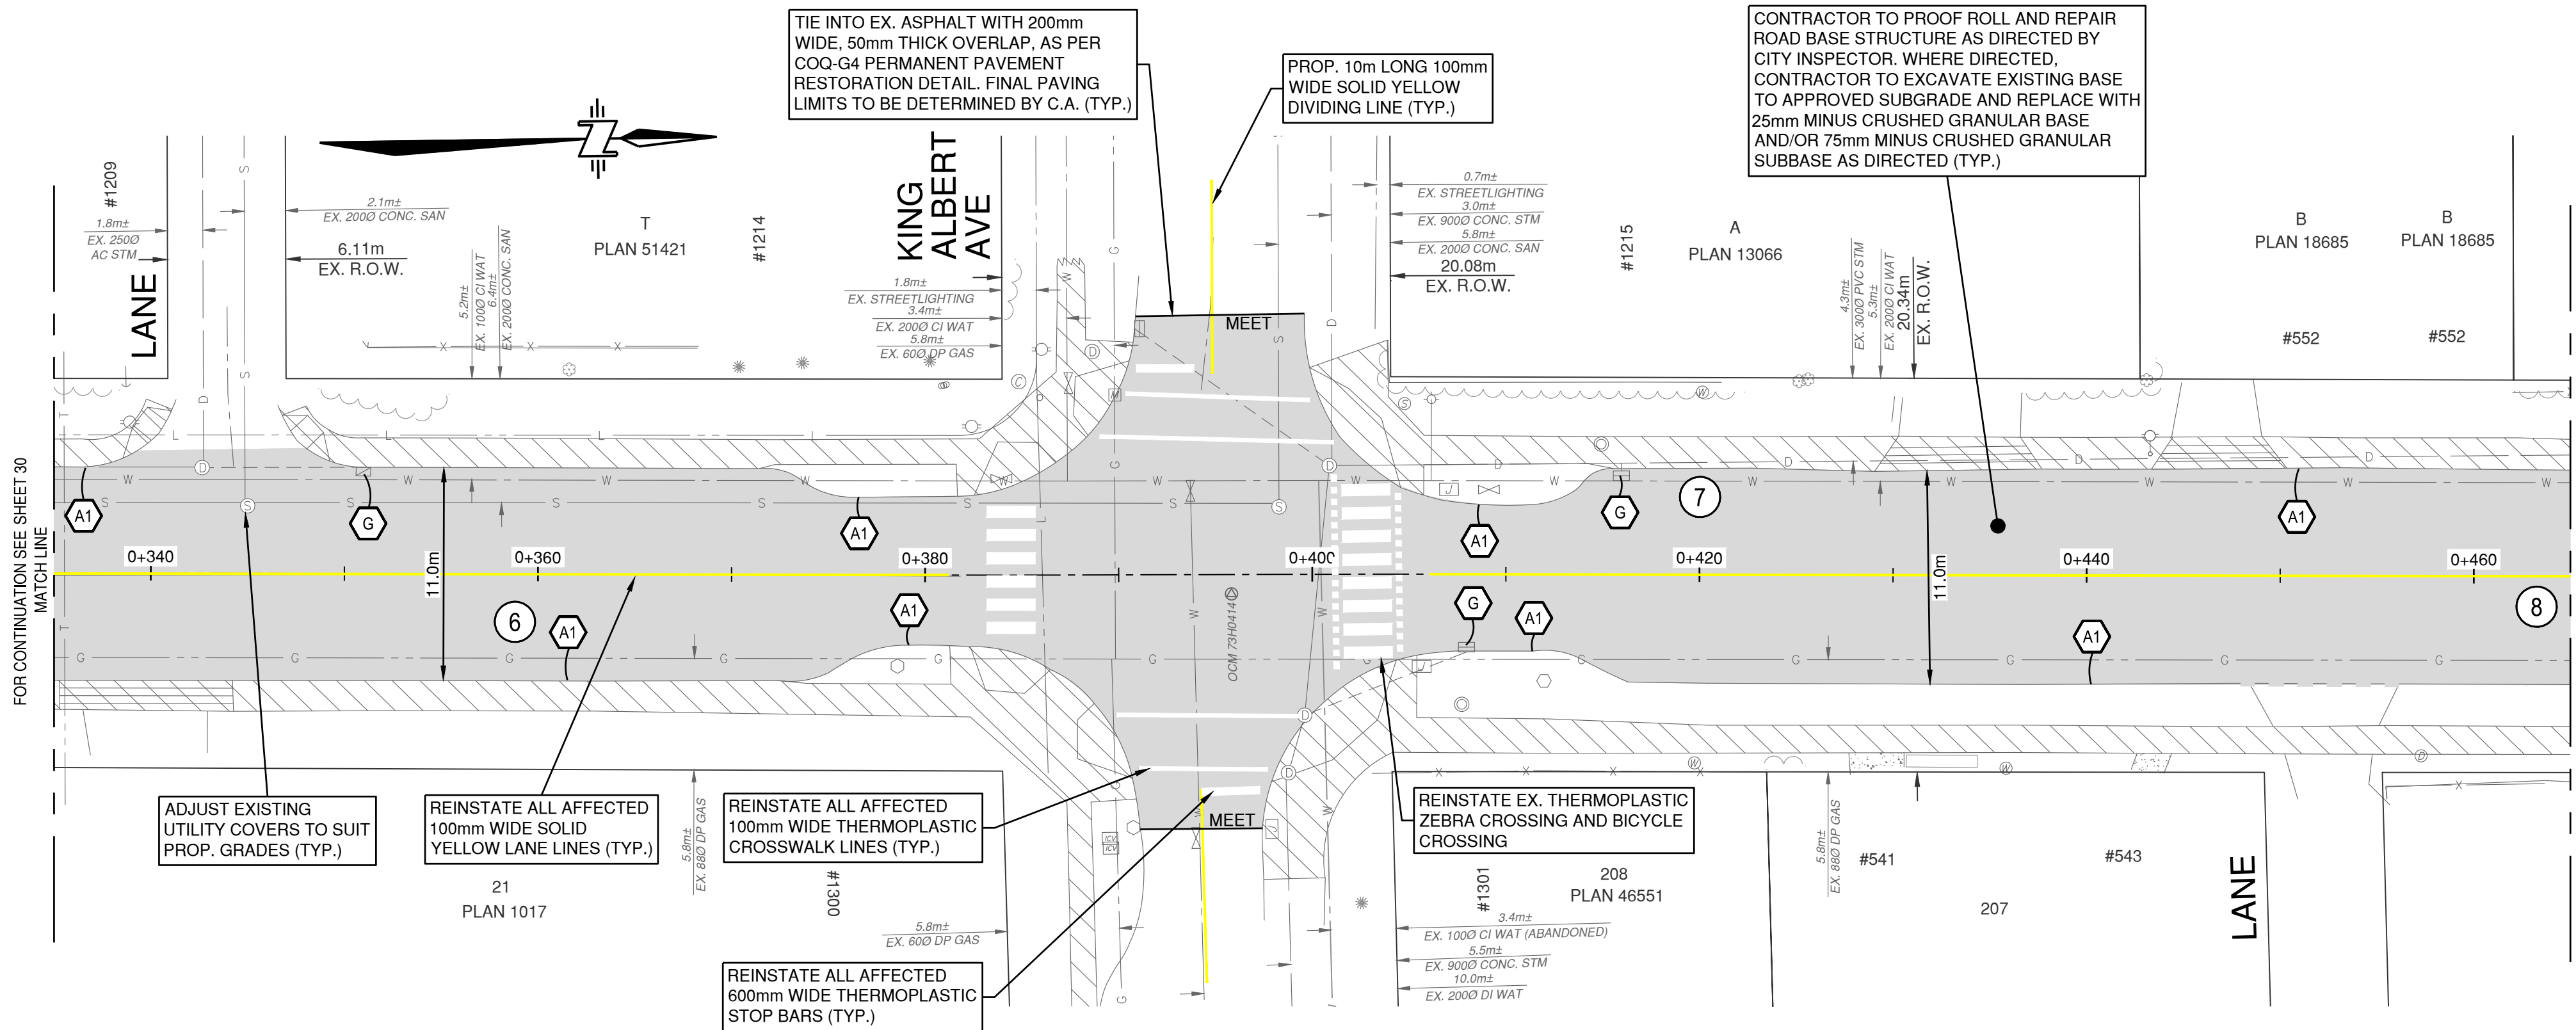 TIE INTO EX. ASPHALT WITH 200mm
WIDE, 50mm THICK OVERLAP, AS PER
COQ-G4 PERMANENT PAVEMENT
RESTORATION DETAIL. FINAL PAVING
LIMITS TO BE DETERMINED BY C.A. (TYP.)
PROP. 10m LONG 100mm
WIDE SOLID YELLOW
DIVIDING LINE (TYP.)
CONTRACTOR TO PROOF ROLL AND REPAIR
ROAD BASE STRUCTURE AS DIRECTED BY
CITY INSPECTOR. WHERE DIRECTED,
CONTRACTOR TO EXCAVATE EXISTING BASE
TO APPROVED SUBGRADE AND REPLACE WITH
25mm MINUS CRUSHED GRANULAR BASE
AND/OR 75mm MINUS CRUSHED GRANULAR
SUBBASE AS DIRECTED (TYP.)
#1209
1.8m±
EX. 250Ø
AC STM
LANE
2.1m±
EX. 200Ø CONC. SAN
6.11m
EX. R.O.W.
5.2m±
EX. 100Ø CI WAT
6.4m±
EX. 200Ø CONC. SAN
T
PLAN 51421
#1214
KING
ALBERT
AVE
1.8m±
EX. STREETLIGHTING
3.4m±
EX. 200Ø CI WAT
5.8m±
EX. 60Ø DP GAS
MEET
0.7m±
EX. STREETLIGHTING
3.0m±
EX. 900Ø CONC. STM
5.8m±
EX. 200Ø CONC. SAN
20.08m
EX. R.O.W.
#1215
A
PLAN 13066
4.3m±
EX. 300Ø PVC STM
5.3m±
EX. 200Ø CI WAT
20.34m
EX. R.O.W.
B
PLAN 18685
#552
B
PLAN 18685
#552
FOR CONTINUATION SEE SHEET 30
MATCH LINE
A1
G
A1
A1
G
7
A1
0+340
0+360
0+380
0+400
0+420
0+440
0+460
11.0m
11.0m
OCM 73H0414
6
A1
A1
G
A1
A1
8
ADJUST EXISTING
UTILITY COVERS TO SUIT
PROP. GRADES (TYP.)
REINSTATE ALL AFFECTED
100mm WIDE SOLID
YELLOW LANE LINES (TYP.)
REINSTATE ALL AFFECTED
100mm WIDE THERMOPLASTIC
CROSSWALK LINES (TYP.)
MEET
REINSTATE EX. THERMOPLASTIC
ZEBRA CROSSING AND BICYCLE
CROSSING
21
PLAN 1017
5.8m±
EX. 88Ø DP GAS
#1300
5.8m±
EX. 60Ø DP GAS
ICV
ICV
REINSTATE ALL AFFECTED
600mm WIDE THERMOPLASTIC
STOP BARS (TYP.)
#1301
208
PLAN 46551
3.4m±
EX. 100Ø CI WAT (ABANDONED)
5.5m±
EX. 900Ø CONC. STM
10.0m±
EX. 200Ø DI WAT
5.8m±
EX. 88Ø DP GAS
#541
#543
207
LANE